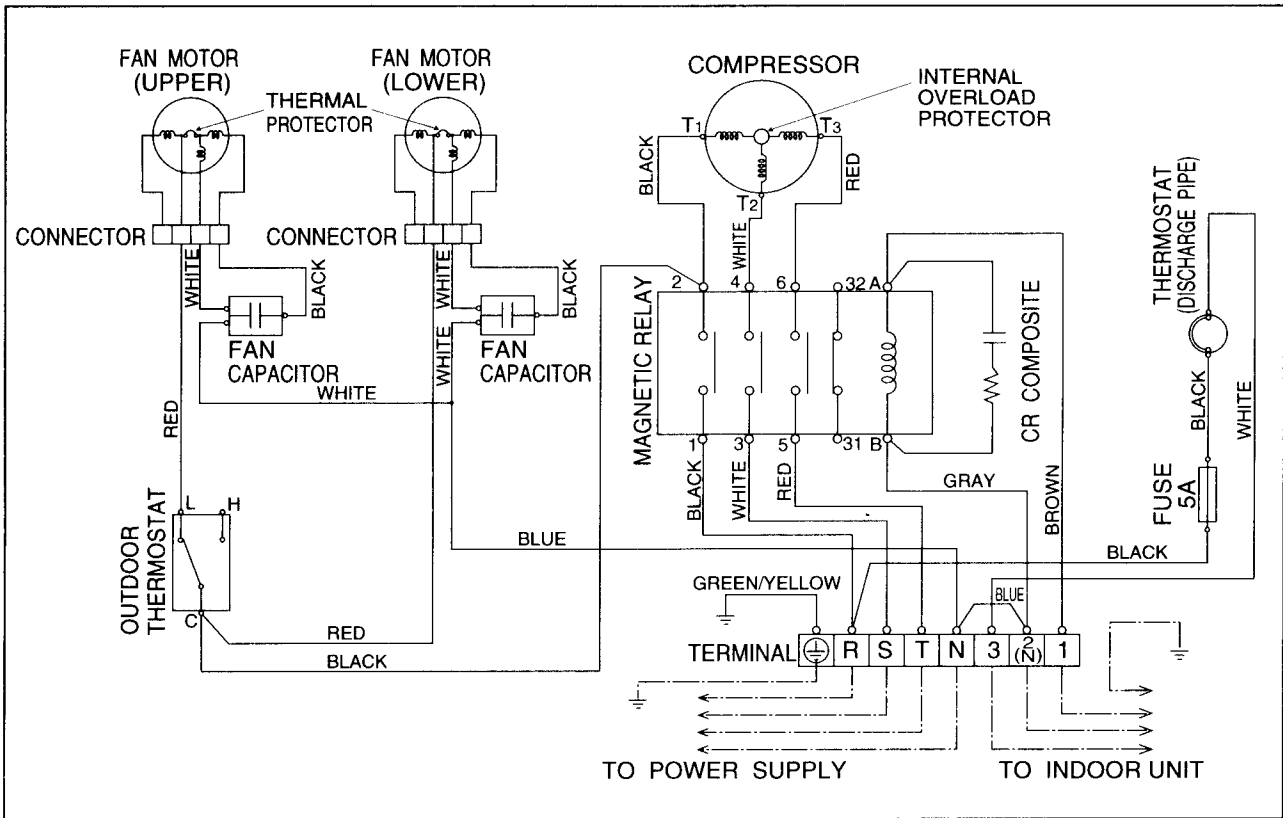 FAN MOTOR
(UPPER)
FAN MOTOR
(LOWER)
THERMAL
PROTECTOR
COMPRESSOR
INTERNAL
OVERLOAD
PROTECTOR
T1
T3
T2
BLACK
WHITE
RED
CONNECTOR
CONNECTOR
WHITE
BLACK
WHITE
BLACK
FAN
CAPACITOR
WHITE
FAN
CAPACITOR
WHITE
RED
MAGNETIC RELAY
2
4
6
32
A
1
3
5
31
B
CR COMPOSITE
THERMOSTAT
(DISCHARGE PIPE)
BLACK
WHITE
FUSE
5A
BLACK
WHITE
RED
GRAY
BROWN
BLACK
OUTDOOR
THERMOSTAT
L
H
C
BLUE
RED
BLACK
GREEN/YELLOW
BLUE
TERMINAL
R
S
T
N
3
2
(N)
1
TO POWER SUPPLY
TO INDOOR UNIT